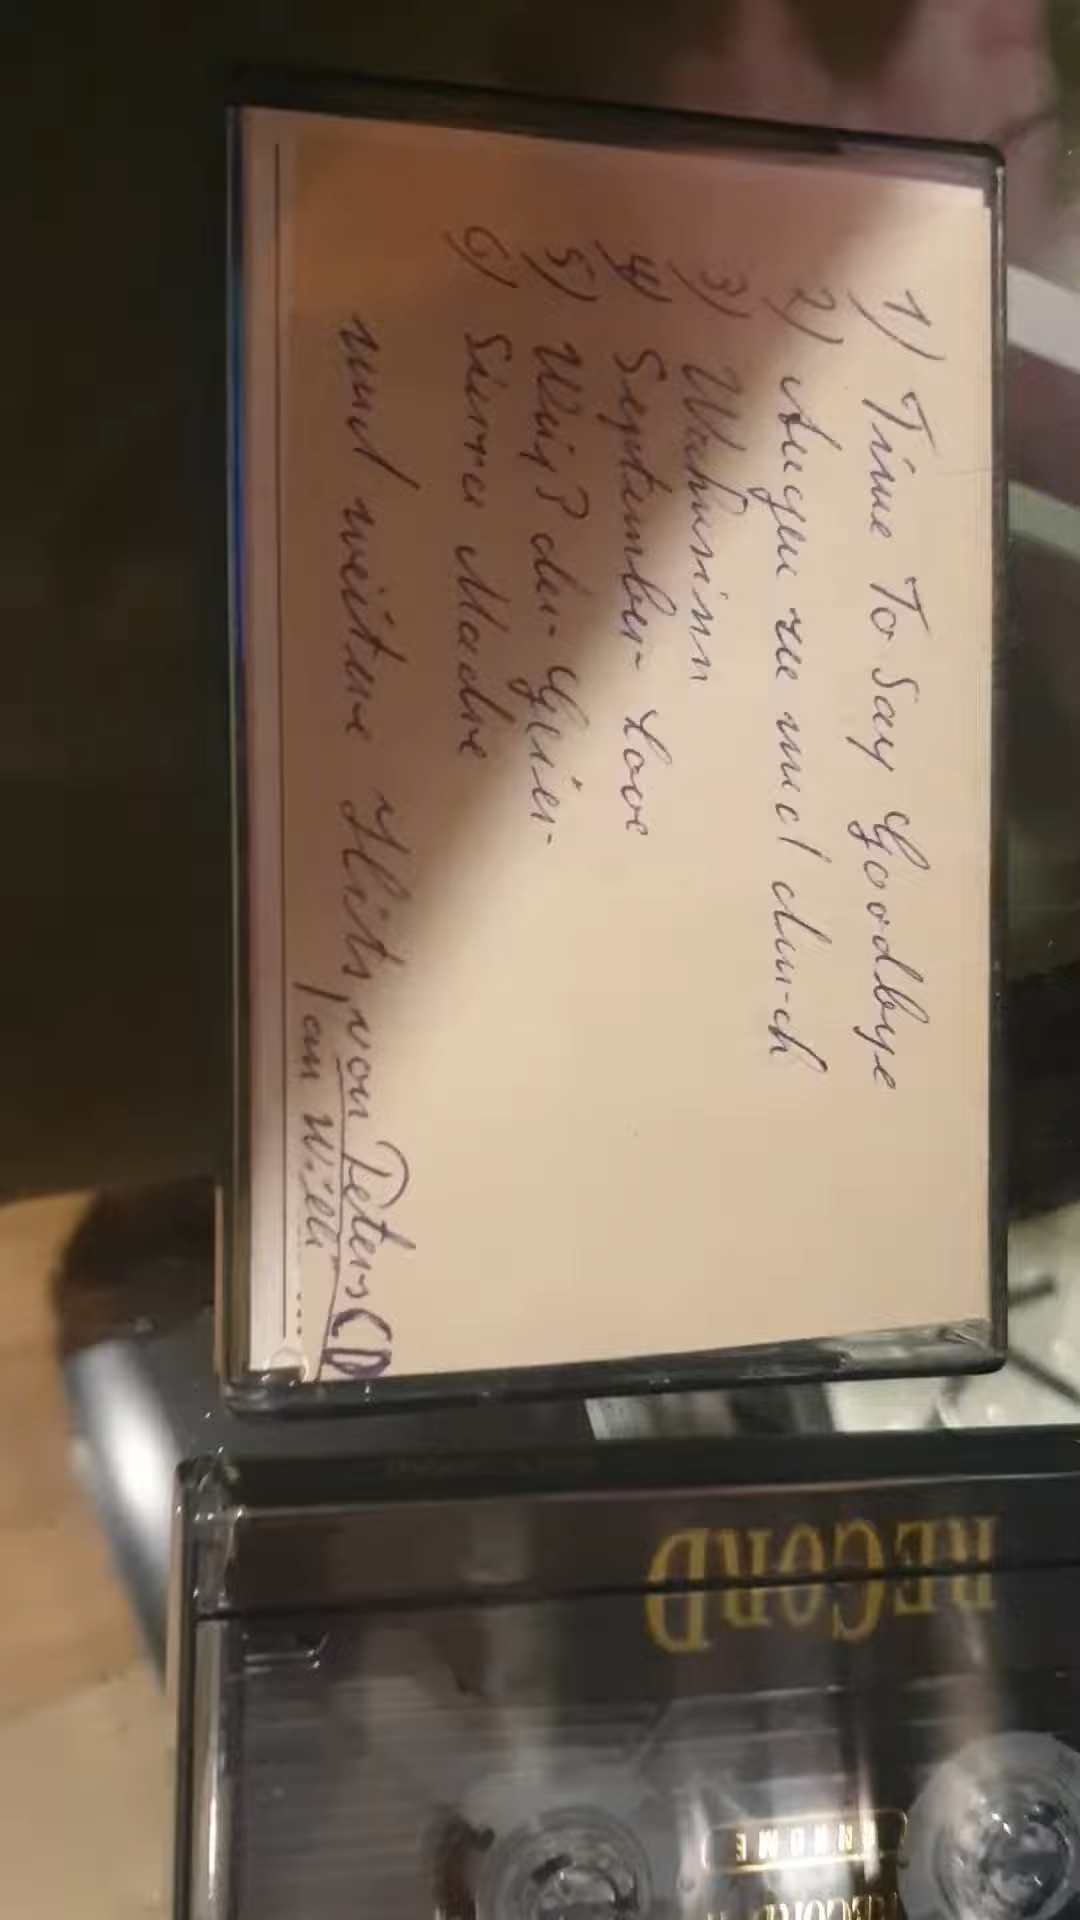 1) Time To Say Goodbye
2) Augen zu und durch
3) Wahnsinn
4) September-Love
5) Weiß der Geier
6) Sierra Madre
und weitere Hits, von Peters CD
RECORD